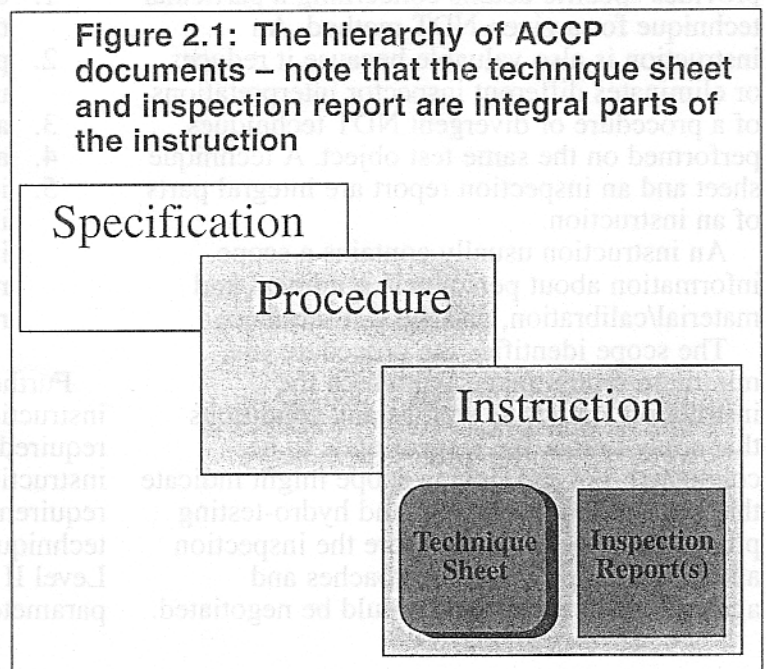 Figure 2.1: The hierarchy of ACCP
documents – note that the technique sheet
and inspection report are integral parts of
the instruction
Specification
Procedure
Instruction
Technique
Sheet
Inspection
Report(s)